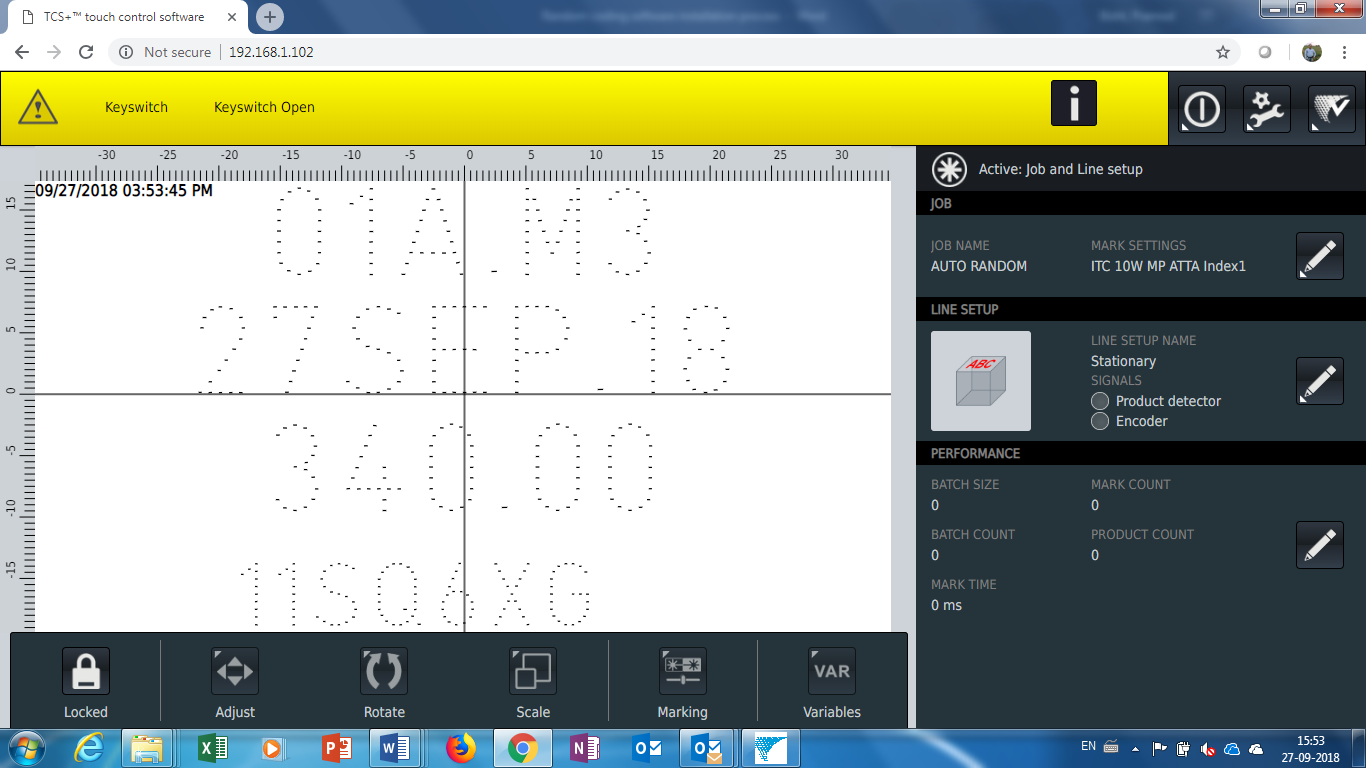 TCS+™ touch control software
Not secure
192.168.1.102
Keyswitch
Keyswitch Open
-30 -25 -20 -15 -10 -5 0 5 10 15 20 25 30
15
10
5
0
-5
-10
-15
09/27/2018 03:53:45 PM
01A.M3
27SEP.18
340.00
11SQ6XG
Locked
Adjust
Rotate
Scale
Marking
VAR
Variables
Active: Job and Line setup
JOB
JOB NAME
AUTO RANDOM
MARK SETTINGS
ITC 10W MP ATTA Index1
LINE SETUP
ABC
LINE SETUP NAME
Stationary
SIGNALS
Product detector
Encoder
PERFORMANCE
BATCH SIZE
0
MARK COUNT
0
BATCH COUNT
0
PRODUCT COUNT
0
MARK TIME
0 ms
EN
15:53
27-09-2018